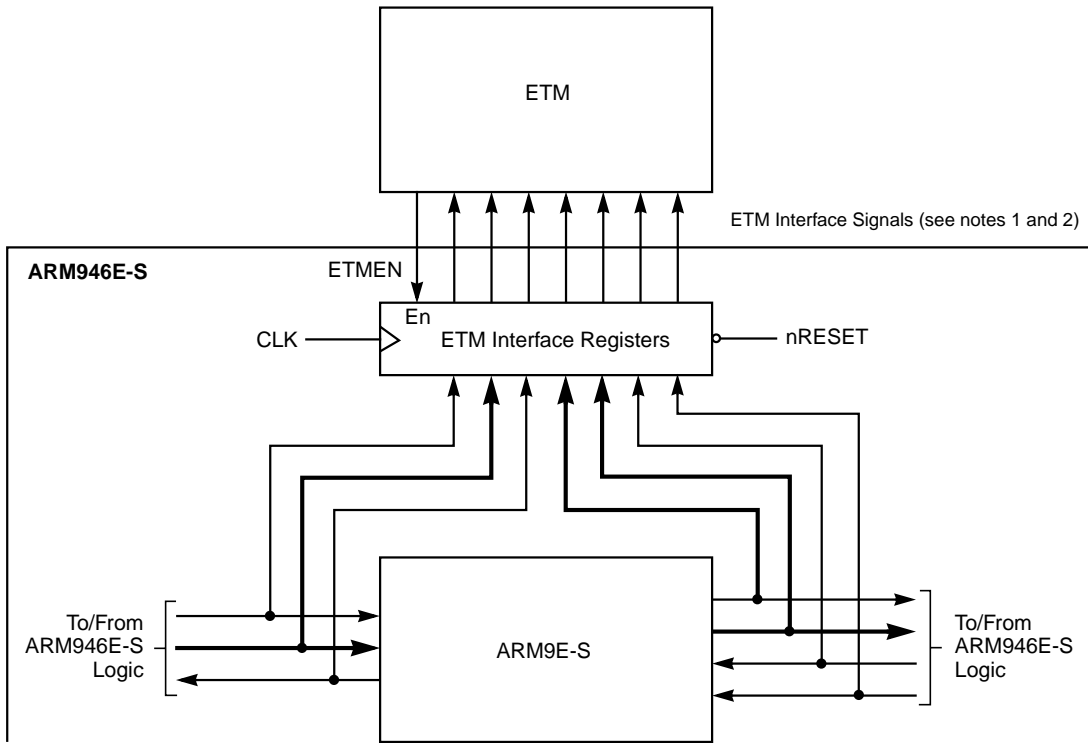 ETM
ETM Interface Signals (see notes 1 and 2)
ARM946E-S
ETMEN
En
CLK
ETM Interface Registers
nRESET
To/From
ARM946E-S
Logic
ARM9E-S
To/From
ARM946E-S
Logic